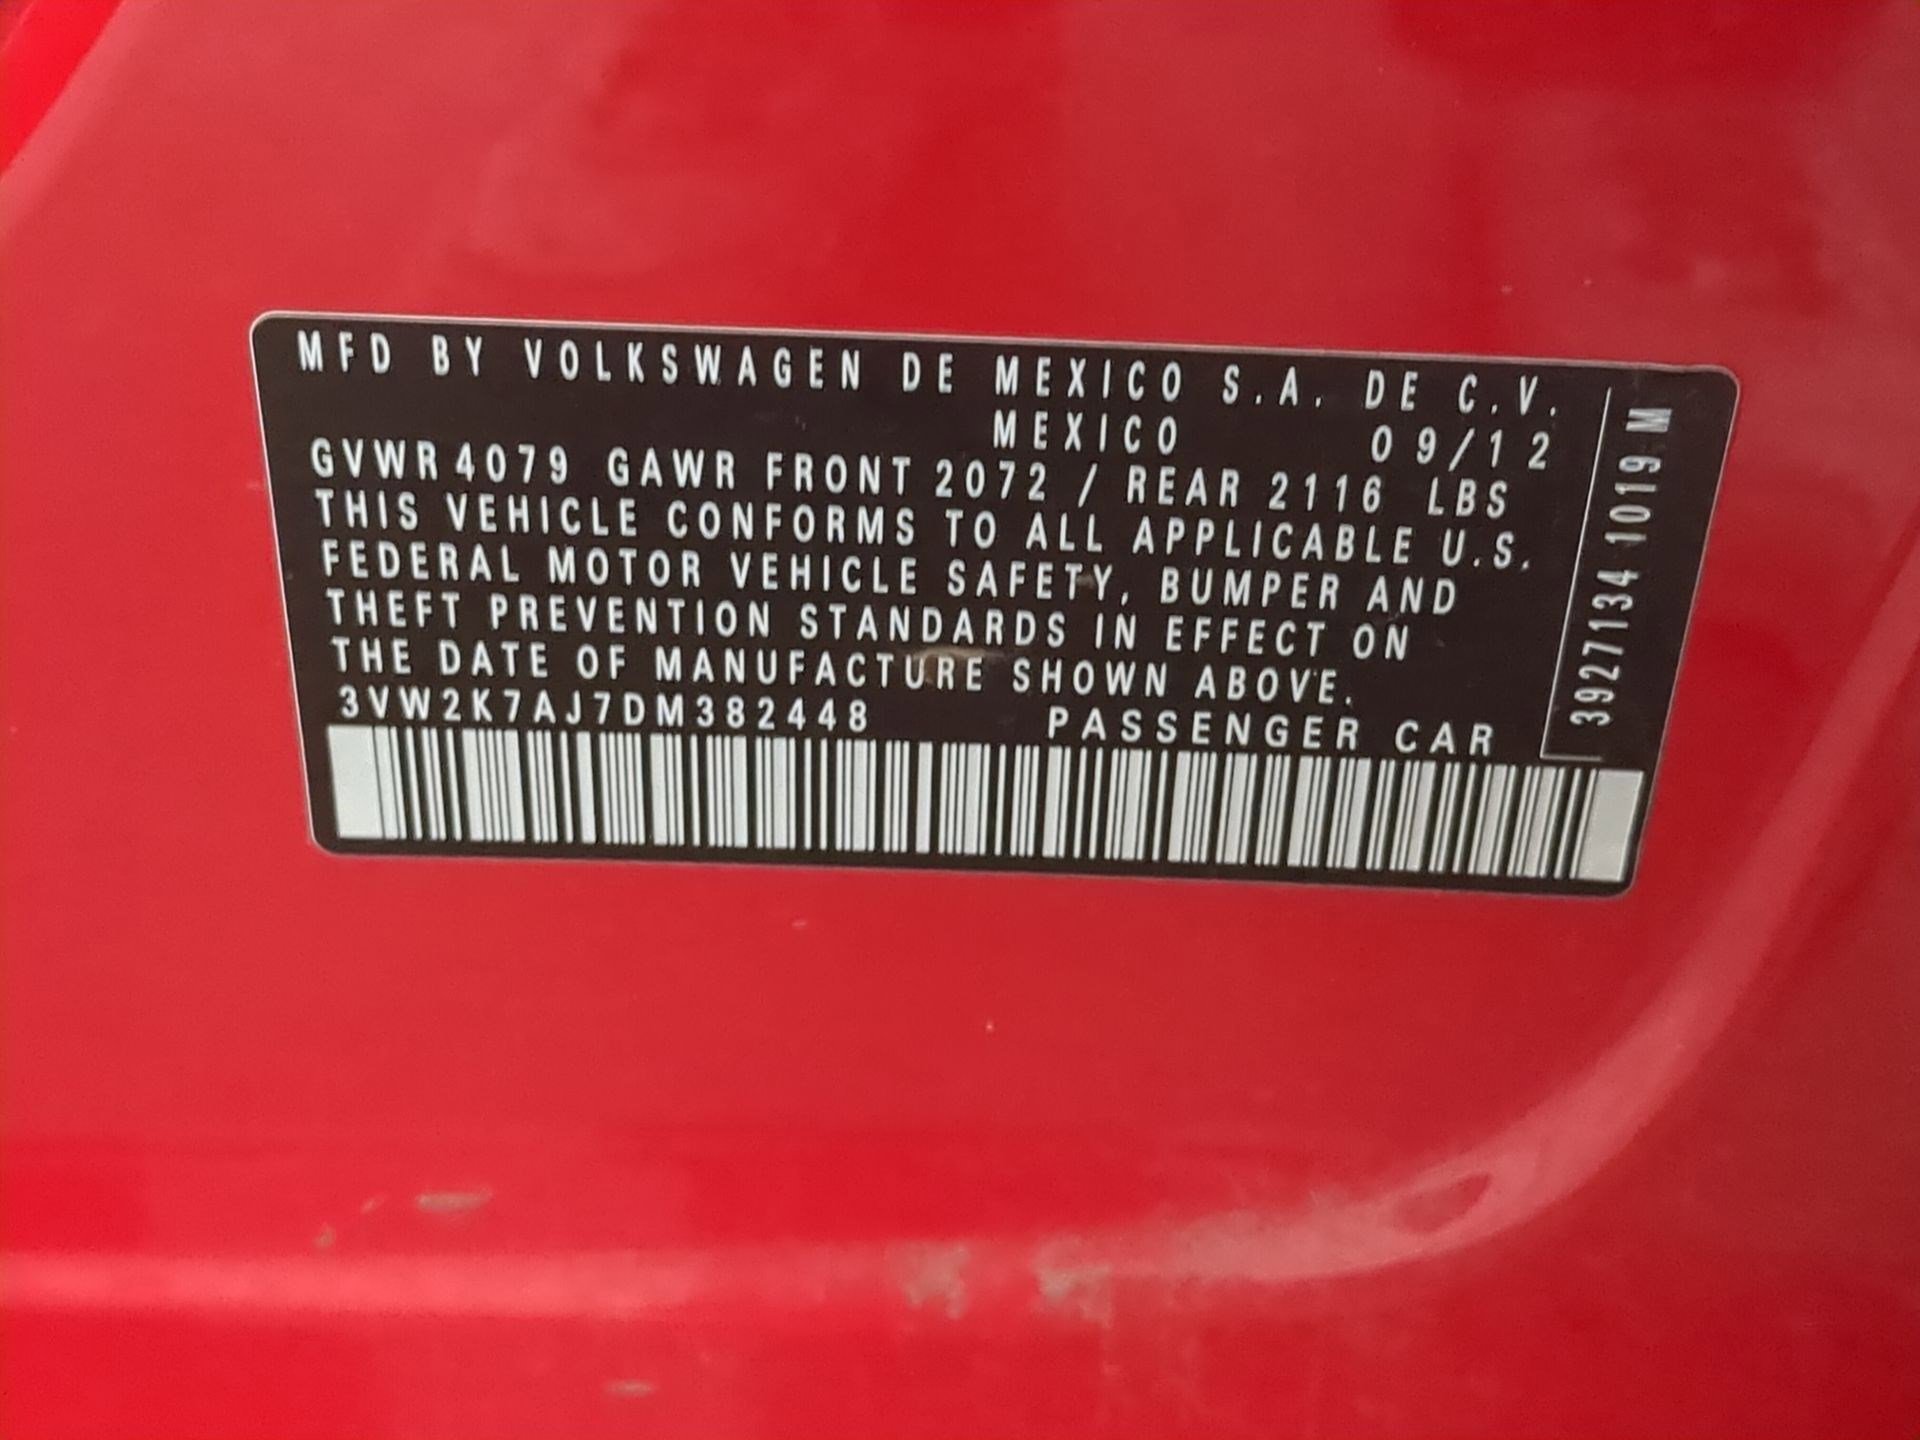 MFD BY VOLKSWAGEN DE MEXICO S.A. DE C.V.
MEXICO 09/12
GVWR 4079 GAWR FRONT 2072 / REAR 2116 LBS
THIS VEHICLE CONFORMS TO ALL APPLICABLE U.S.
FEDERAL MOTOR VEHICLE SAFETY, BUMPER AND
THEFT PREVENTION STANDARDS IN EFFECT ON
THE DATE OF MANUFACTURE SHOWN ABOVE.
3VW2K7AJ7DM382448 PASSENGER CAR
3927134 1019 M